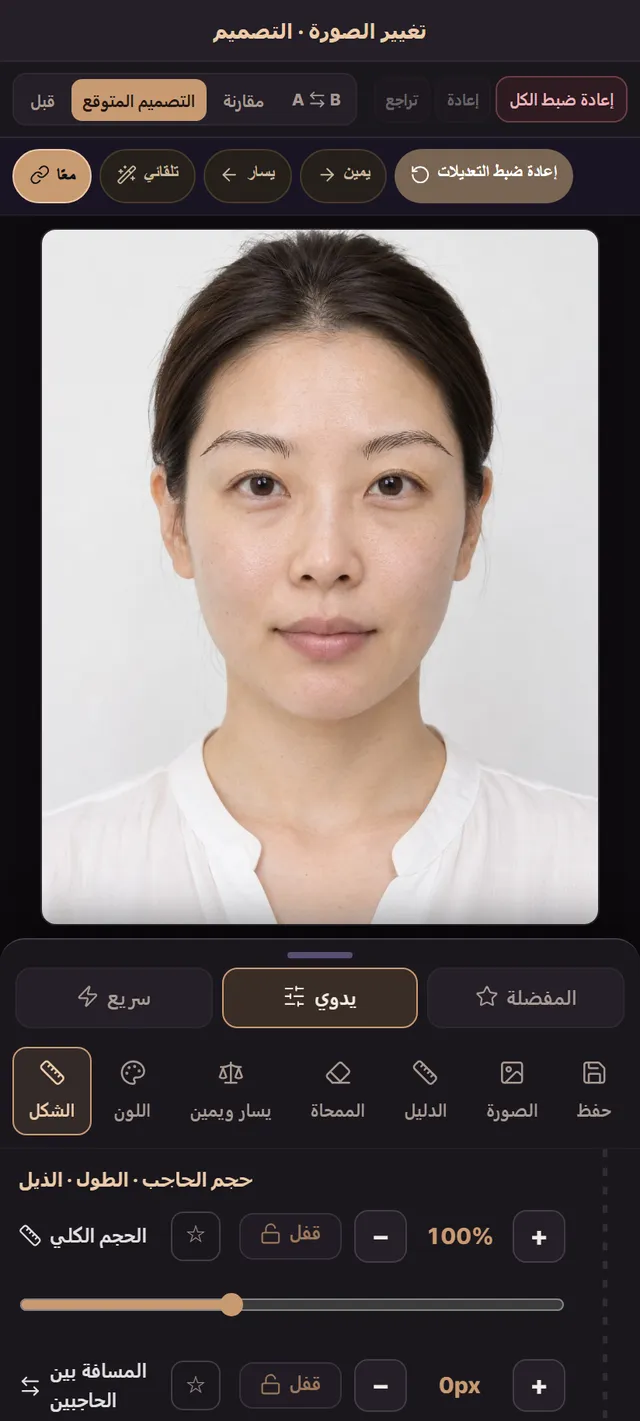 تغيير الصورة · التصميم
قبل
التصميم المتوقع
مقارنة
A ⇆ B
تراجع
إعادة
إعادة ضبط الكل
معًا
تلقائي
يسار
يمين
إعادة ضبط التعديلات
سريع
يدوي
المفضلة
الشكل
اللون
يسار ويمين
الممحاة
الدليل
الصورة
حفظ
حجم الحاجب · الطول · الذيل
الحجم الكلي
قفل
−
100%
+
المسافة بين
الحاجبين
قفل
−
0px
+